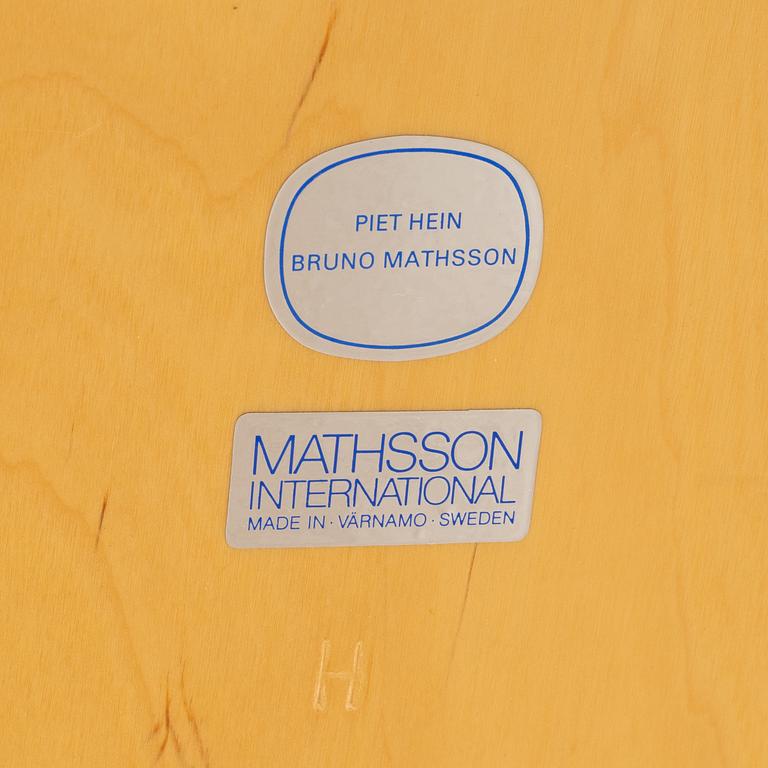 PIET HEIN
BRUNO MATHSSON
MATHSSON
INTERNATIONAL
MADE IN · VÄRNAMO · SWEDEN
H